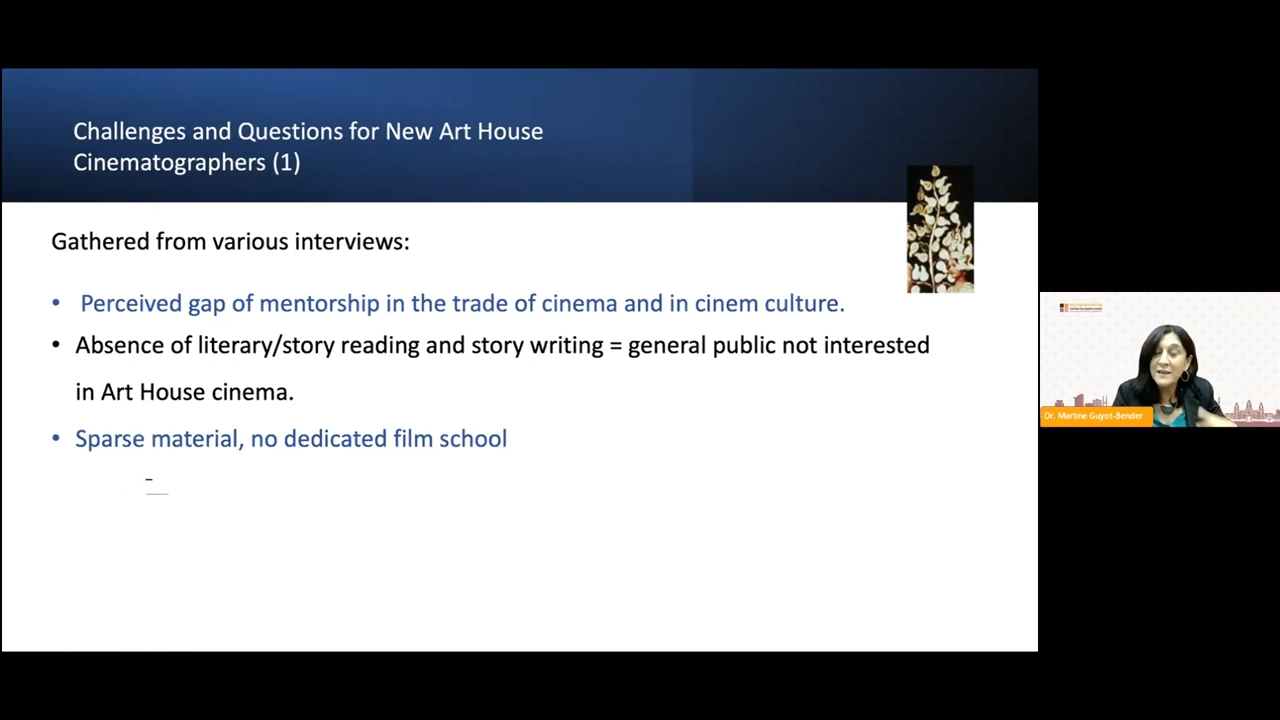 Challenges and Questions for New Art House
Cinematographers (1)
Gathered from various interviews:
• Perceived gap of mentorship in the trade of cinema and in cinem culture.
• Absence of literary/story reading and story writing = general public not interested
in Art House cinema.
• Sparse material, no dedicated film school
–
Dr. Martine Guyot-Bender